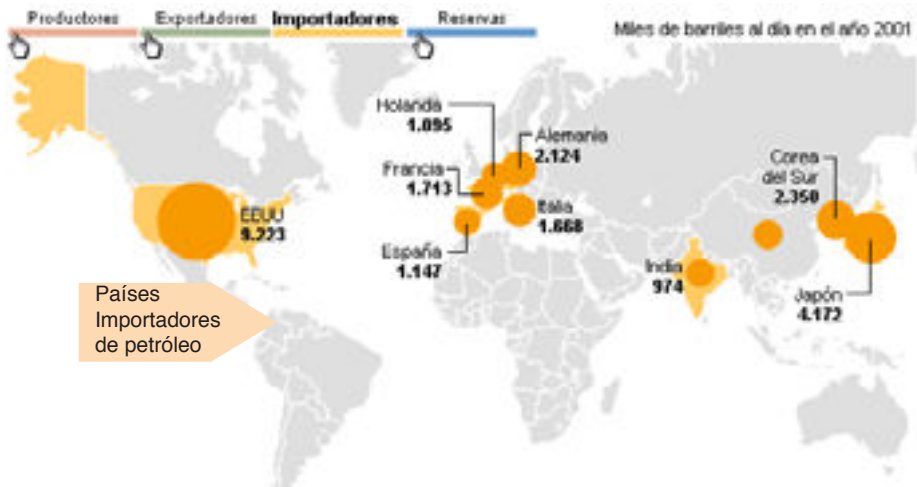 Productores Exportadores Importadores Reservas
Miles de barriles al día en el año 2001
Holanda
1.095
Alemania
2.124
Francia
1.713
Italia
1.668
España
1.147
EEUU
9.223
Corea
del Sur
2.350
India
974
Japón
4.172
Países
Importadores
de petróleo